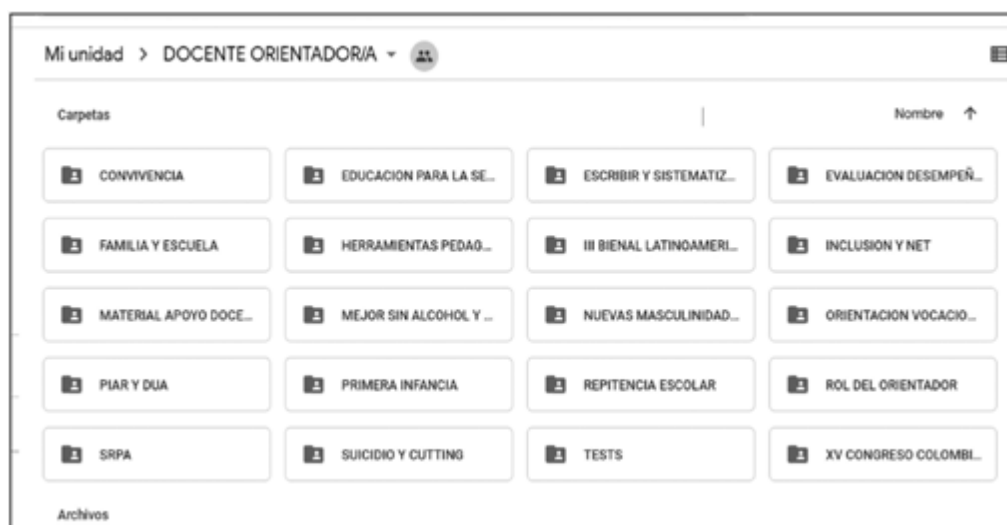 Mi unidad > DOCENTE ORIENTADOR/A
Carpetas Nombre ↑
CONVIVENCIA EDUCACION PARA LA SE... ESCRIBIR Y SISTEMATIZ... EVALUACION DESEMPEÑ...
FAMILIA Y ESCUELA HERRAMIENTAS PEDAG... III BIENAL LATINOAMERI... INCLUSION Y NET
MATERIAL APOYO DOCE... MEJOR SIN ALCOHOL Y ... NUEVAS MASCULINIDAD... ORIENTACION VOCACIO...
PIAR Y DUA PRIMERA INFANCIA REPITENCIA ESCOLAR ROL DEL ORIENTADOR
SRPA SUICIDIO Y CUTTING TESTS XV CONGRESO COLOMBI...
Archivos